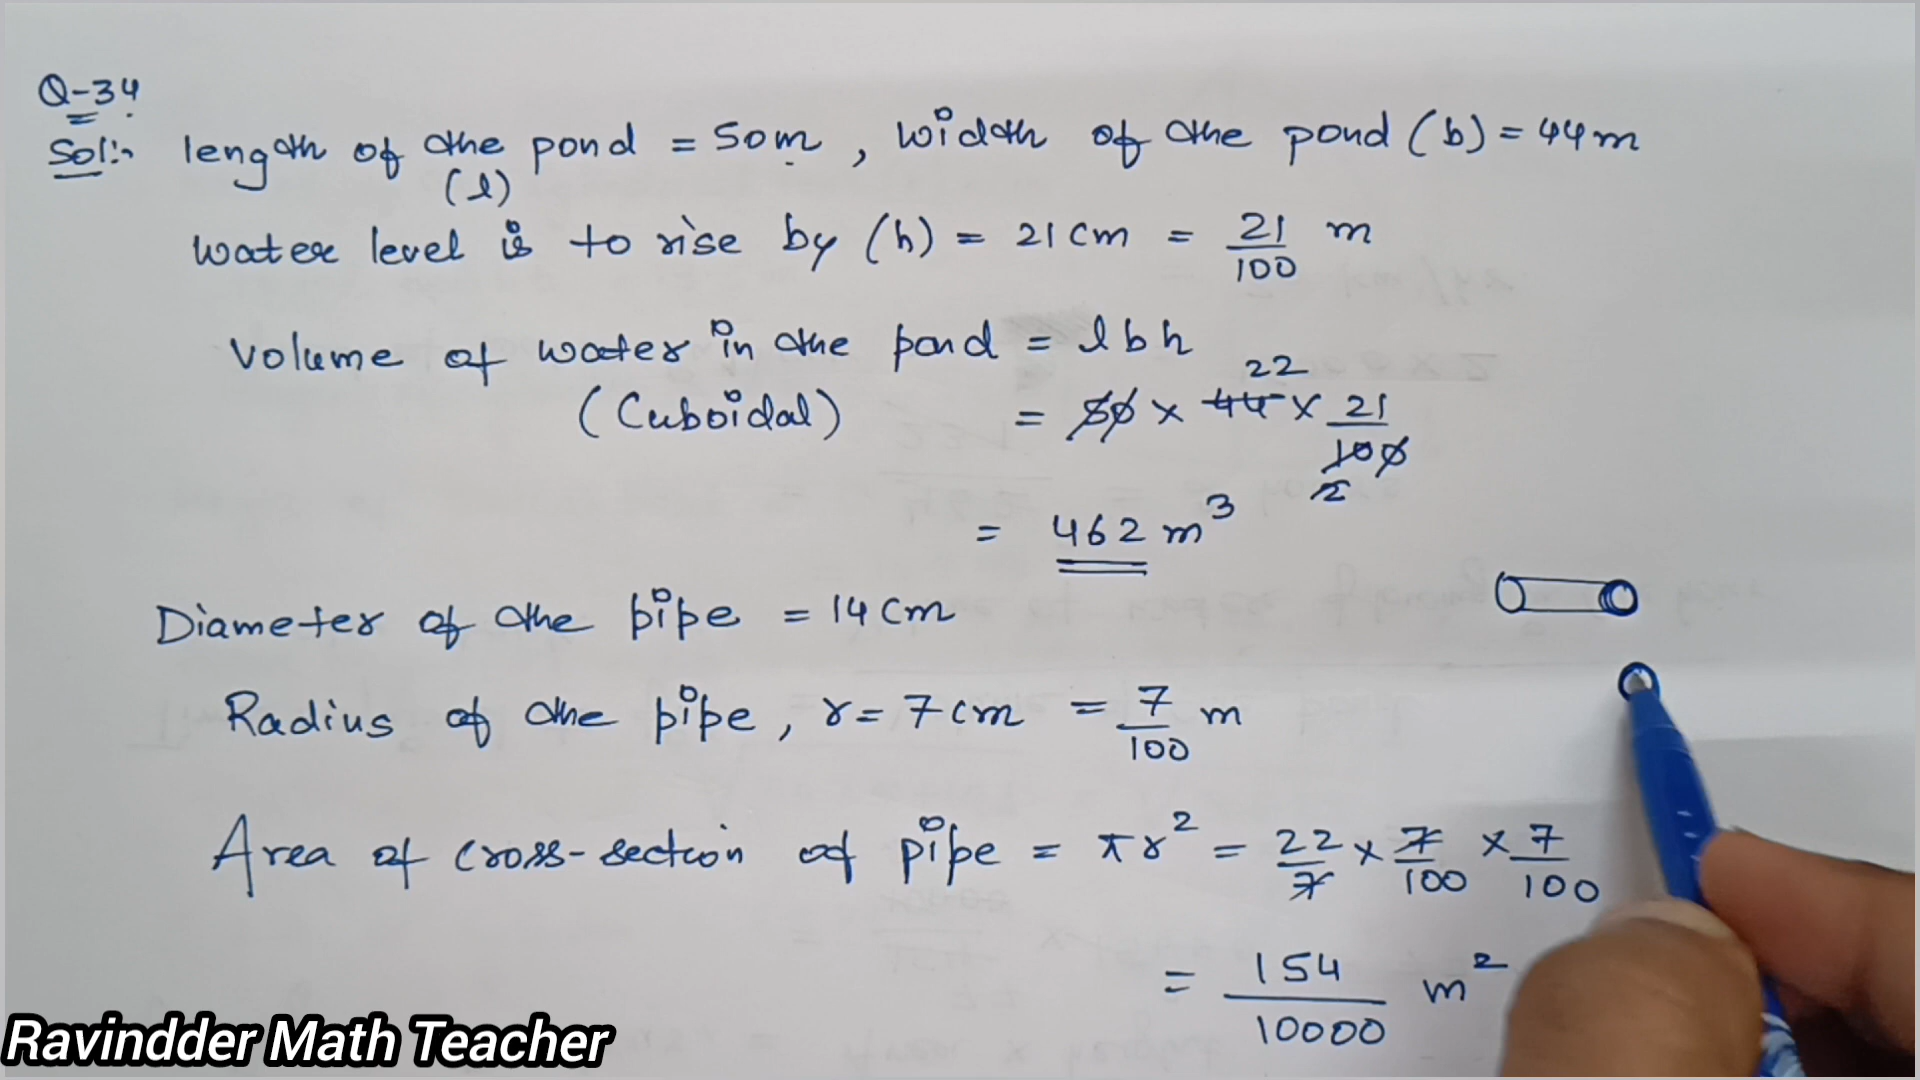 Q-34
Sol:n length of the pond = 50m, width of the pond (b) = 44m
(l)
water level is to rise by (h) = 21cm = 21/100 m
Volume of water in the pond = lbh
(Cuboidal) = 50 × 44 × 21/100
22
2
= 462 m³
Diameter of the pipe = 14cm
Radius of the pipe, r = 7cm = 7/100 m
Area of cross-section of pipe = πr² = 22/7 × 7/100 × 7/100
= 154/10000 m²
Ravindder Math Teacher